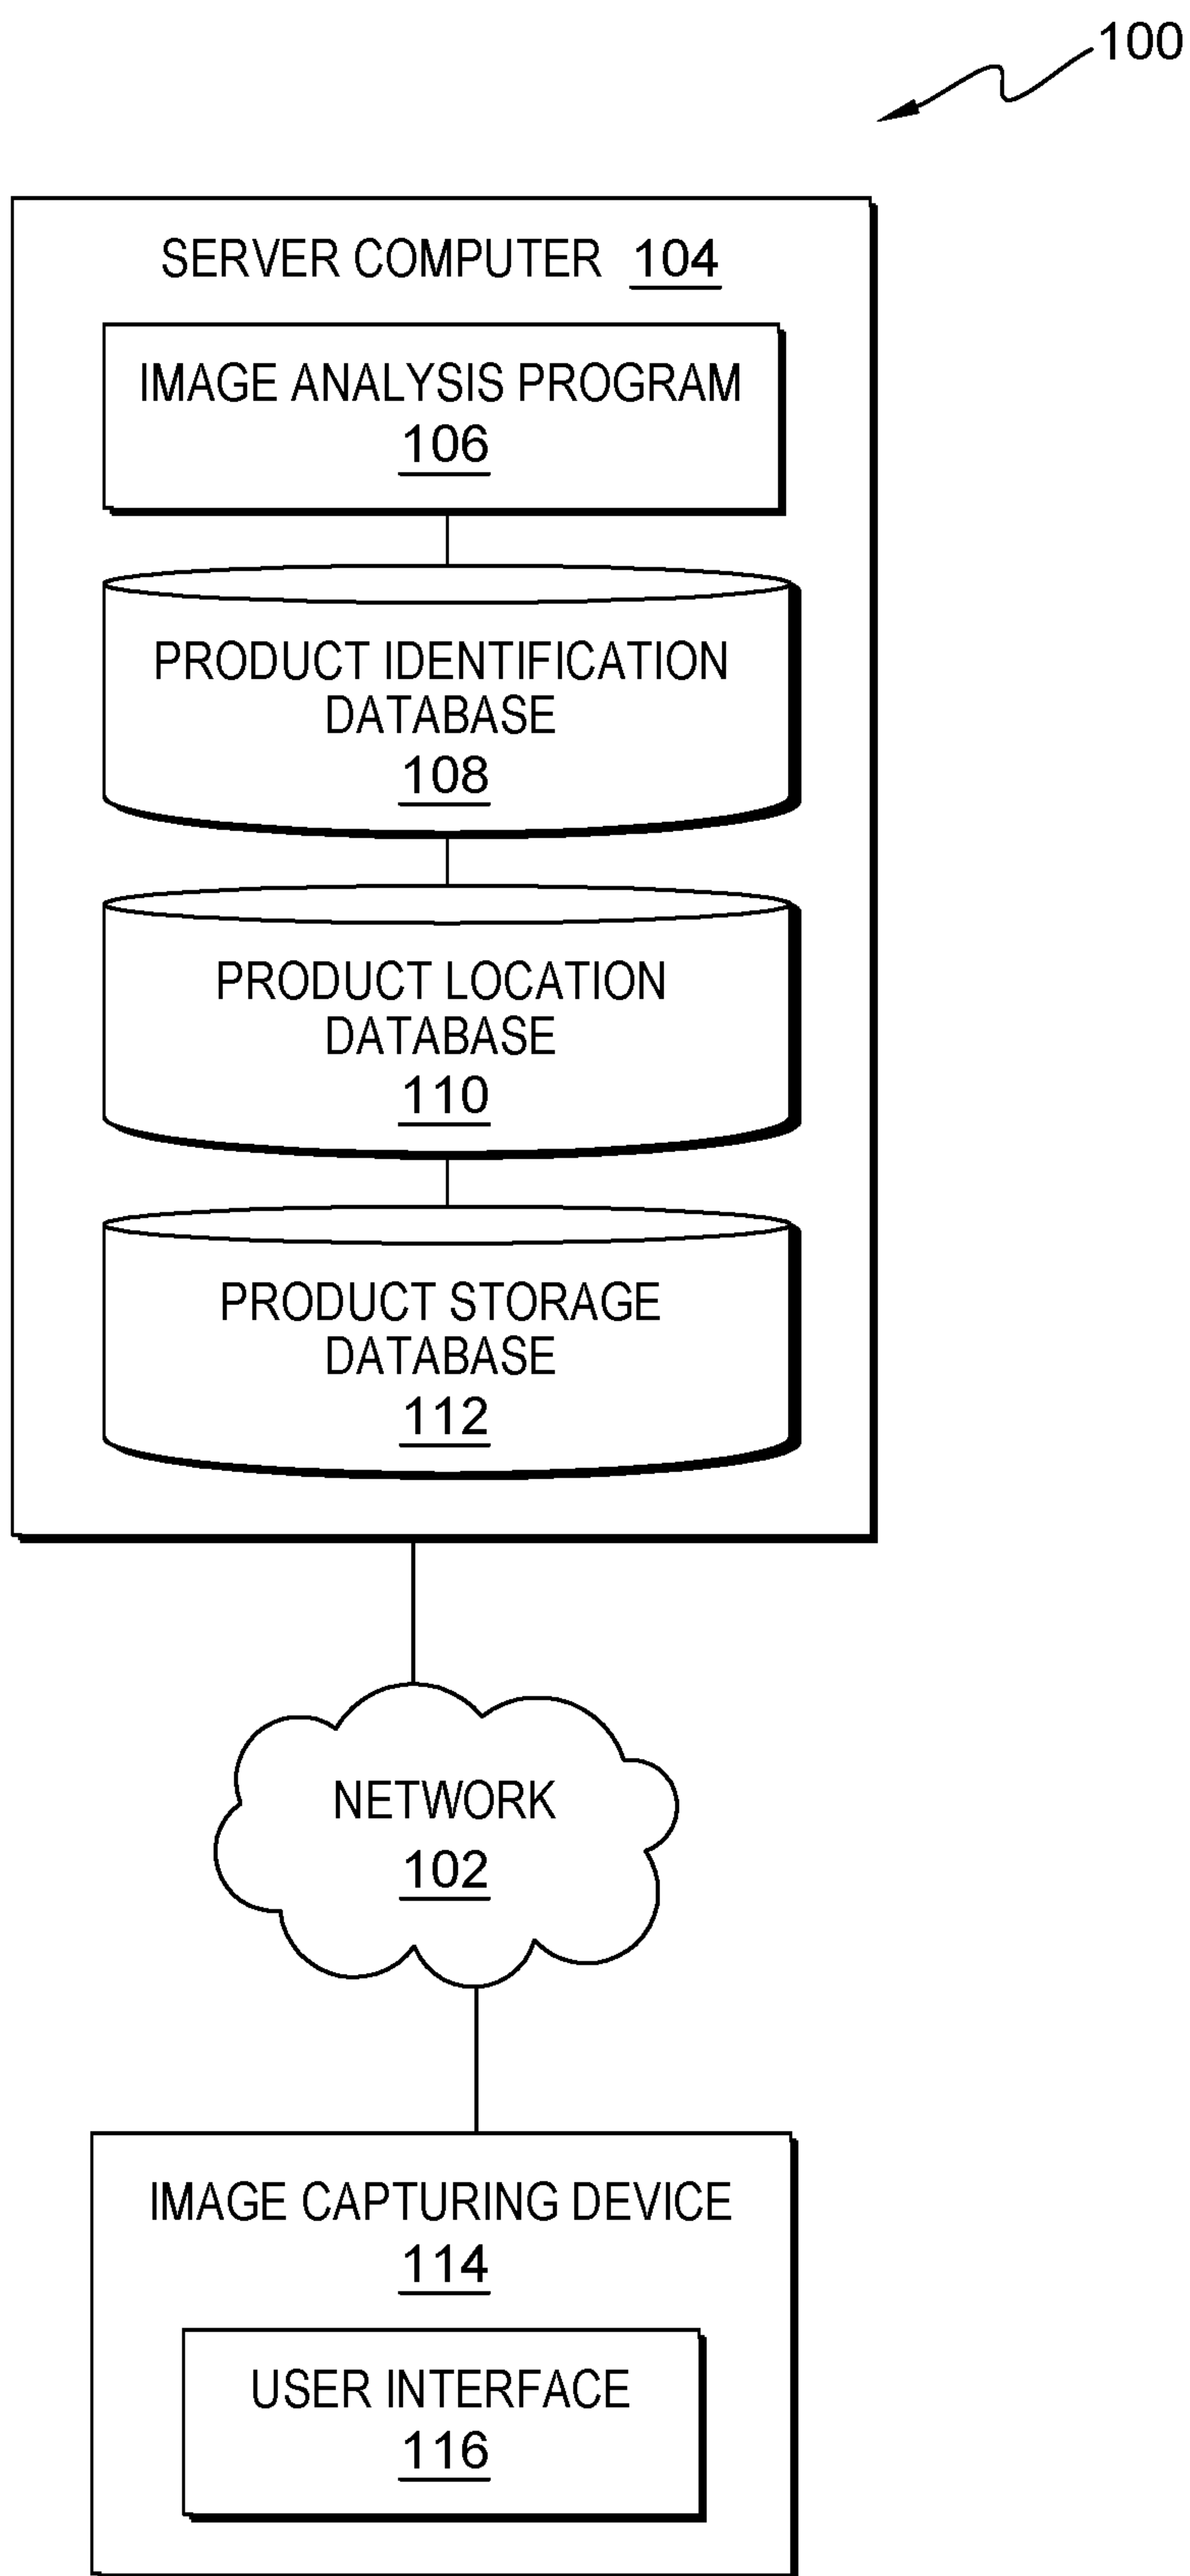 100
SERVER COMPUTER 104
IMAGE ANALYSIS PROGRAM
106
PRODUCT IDENTIFICATION
DATABASE
108
PRODUCT LOCATION
DATABASE
110
PRODUCT STORAGE
DATABASE
112
NETWORK
102
IMAGE CAPTURING DEVICE
114
USER INTERFACE
116